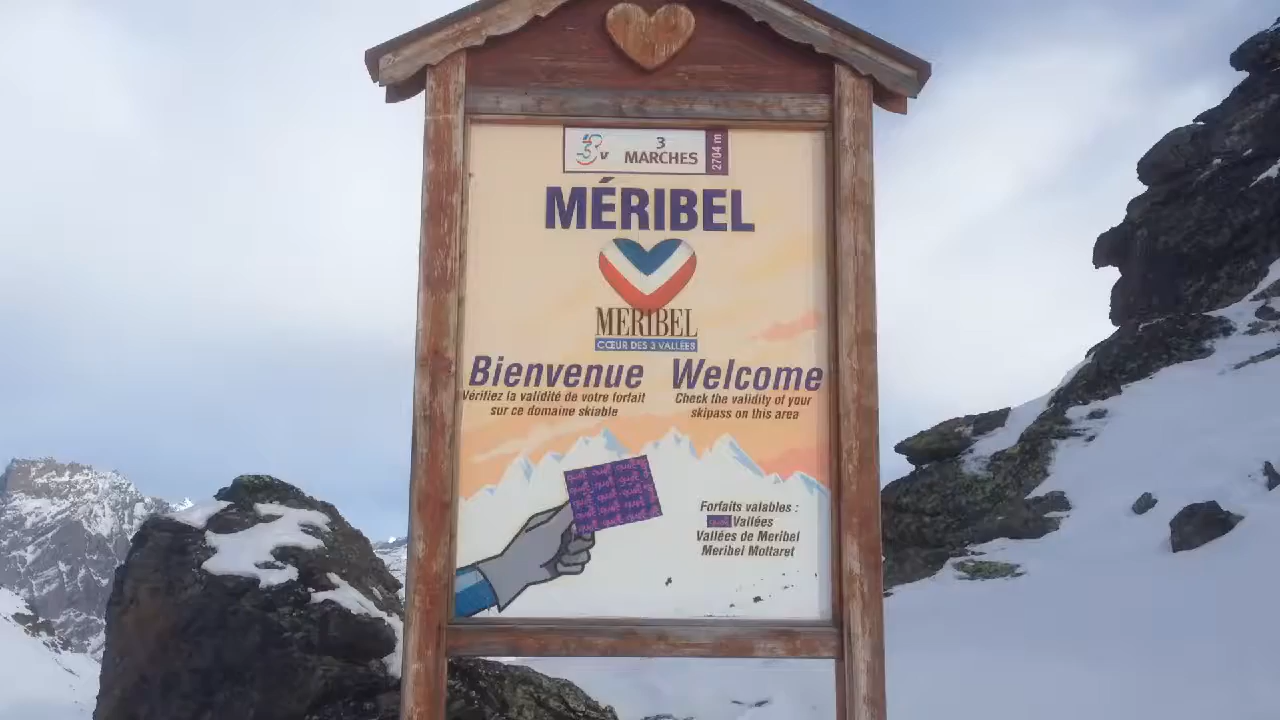 3 V
3
MARCHES
2704 m
MÉRIBEL
MERIBEL
CŒUR DES 3 VALLÉES
Bienvenue
Vérifiez la validité de votre forfait
sur ce domaine skiable
Welcome
Check the validity of your
skipass on this area
Forfaits valables :
Vallées
Vallées de Meribel
Meribel Mottaret